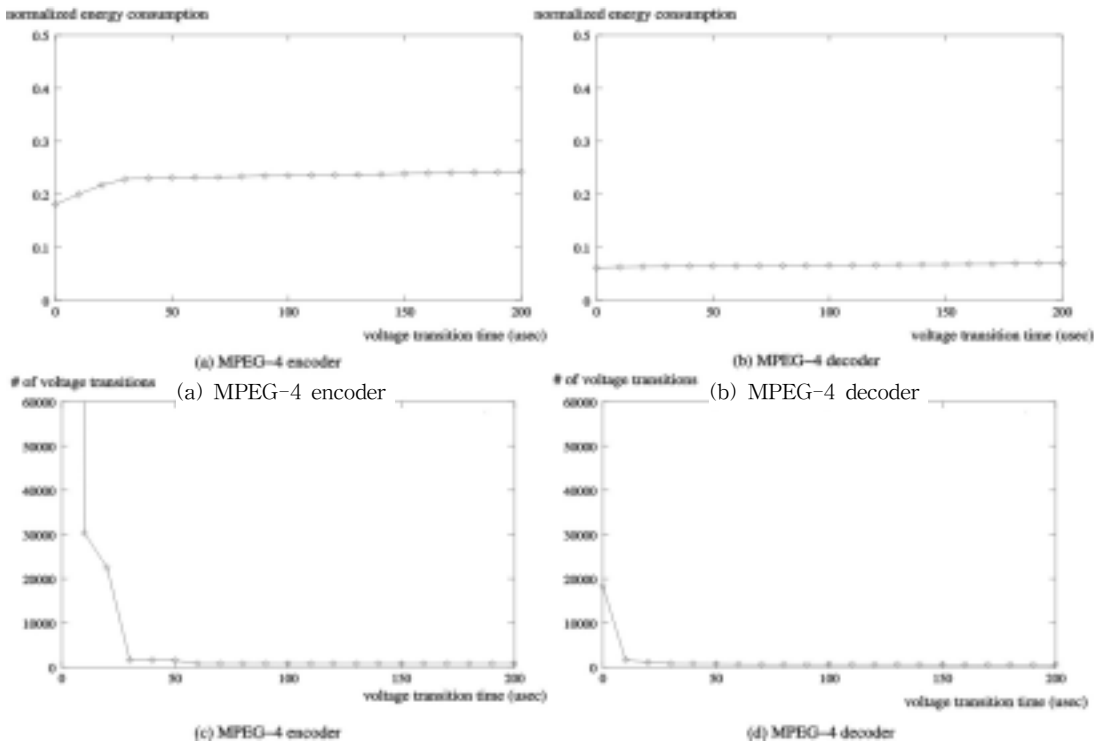 normalized energy consumption
0.5
0.4
0.3
0.2
0.1
0
0 50 100 150 200
voltage transition time (usec)
(a) MPEG-4 encoder
normalized energy consumption
0.5
0.4
0.3
0.2
0.1
0
0 50 100 150 200
voltage transition time (usec)
(b) MPEG-4 decoder
(a) MPEG-4 encoder
(b) MPEG-4 decoder
# of voltage transitions
60000
50000
40000
30000
20000
10000
0
0 50 100 150 200
voltage transition time (usec)
(c) MPEG-4 encoder
# of voltage transitions
60000
50000
40000
30000
20000
10000
0
0 50 100 150 200
voltage transition time (usec)
(d) MPEG-4 decoder